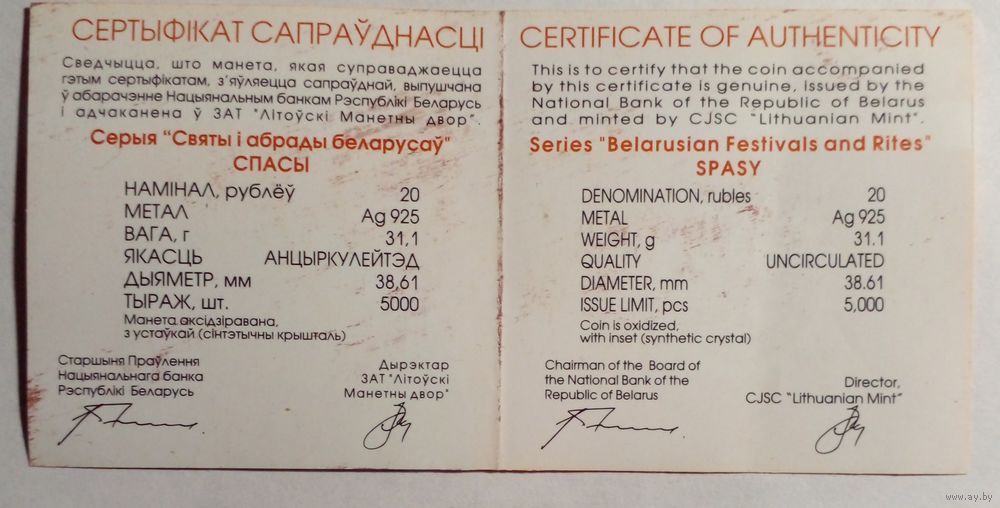 СЕРТЫФІКАТ САПРАЎДНАСЦІ
Сведчыцца, што манета, якая суправаджаецца
гэтым сертыфікатам, з'яўляецца сапраўднай, выпушчана
ў абарачэнне Нацыянальным банкам Рэспублікі Беларусь
і адчаканена ў ЗАТ "Літоўскі Манетны двор".
Серыя "Святы і абрады беларусаў"
СПАСЫ
НАМІНАЛ, рублёў 20
МЕТАЛ Ag 925
ВАГА, г 31,1
ЯКАСЦЬ АНЦЫРКУЛЕЙТЭД
ДЫЯМЕТР, мм 38,61
ТЫРАЖ, шт. 5000
Манета аксідзіравана,
з устаўкай (сінтэтычны крышталь)
Старшыня Праўлення
Нацыянальнага банка
Рэспублікі Беларусь
Дырэктар
ЗАТ "Літоўскі
Манетны двор"
CERTIFICATE OF AUTHENTICITY
This is to certify that the coin accompanied
by this certificate is genuine, issued by the
National Bank of the Republic of Belarus
and minted by CJSC "Lithuanian Mint".
Series "Belarusian Festivals and Rites"
SPASY
DENOMINATION, rubles 20
METAL Ag 925
WEIGHT, g 31.1
QUALITY UNCIRCULATED
DIAMETER, mm 38.61
ISSUE LIMIT, pcs 5,000
Coin is oxidized,
with inset (synthetic crystal)
Chairman of the Board of
the National Bank of the
Republic of Belarus
Director,
CJSC "Lithuanian Mint"
www.ay.by